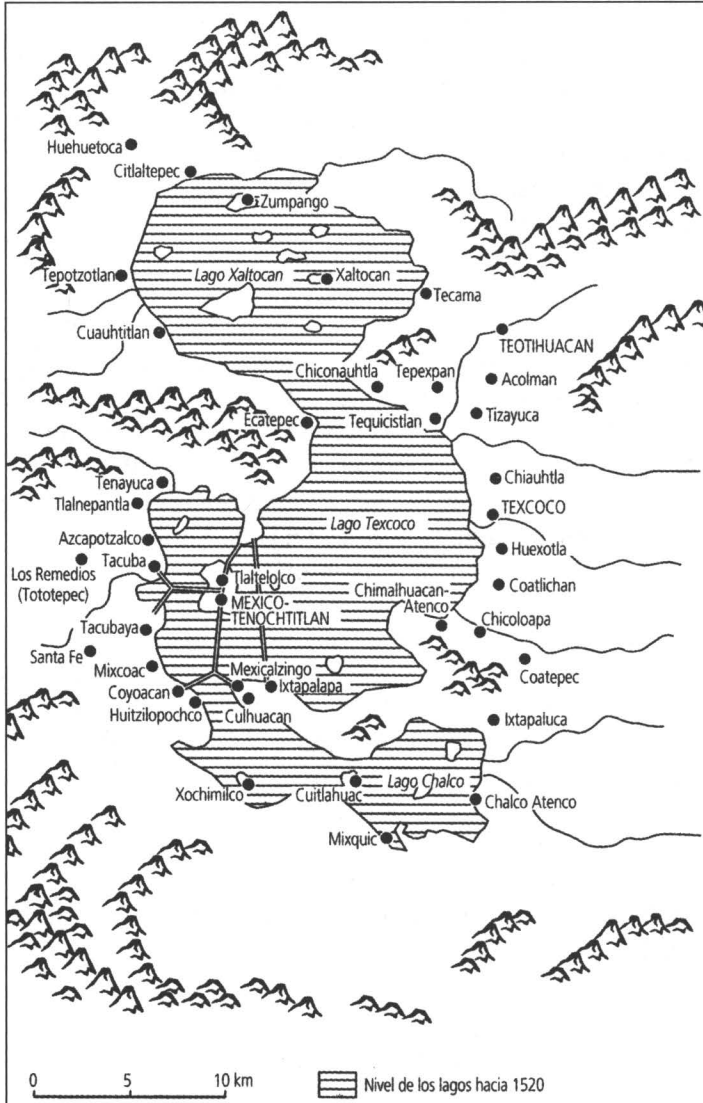 Huehuetoca
Citlaltepec
Zumpango
Tepotzotlan
Lago Xaltocan
Xaltocan
Tecama
Cuauhtitlan
TEOTIHUACAN
Chiconauhtla
Tepexpan
Acolman
Ecatepec
Tequicistlan
Tizayuca
Tenayuca
Chiauhtla
Tlalnepantla
TEXCOCO
Lago Texcoco
Azcapotzalco
Huexotla
Tacuba
Los Remedios
(Tototepec)
Tlaltelolco
Chimalhuacan-
Atenco
Coatlichan
MEXICO-
TENOCHTITLAN
Chicoloapa
Tacubaya
Santa Fe
Mixcoac
Mexicalzingo
Coatepec
Coyoacan
Ixtapalapa
Huitzilopochco
Culhuacan
Ixtapaluca
Xochimilco
Cuitlahuac
Lago Chalco
Chalco Atenco
Mixquic
0 5 10 km
Nivel de los lagos hacia 1520